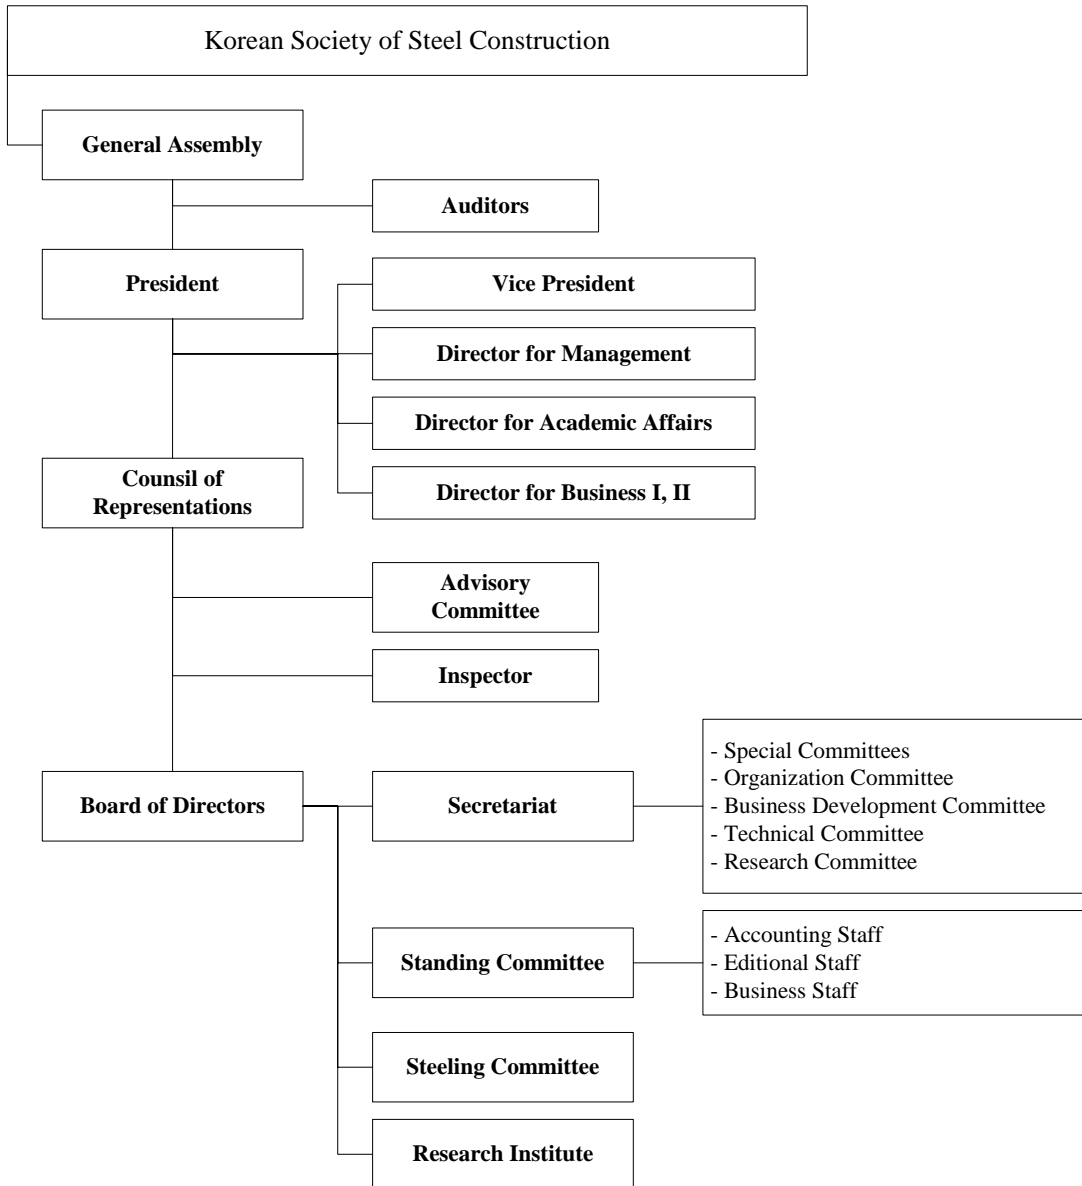 Korean Society of Steel Construction
General Assembly
Auditors
President
Vice President
Director for Management
Director for Academic Affairs
Director for Business I, II
Counsil of
Representations
Advisory
Committee
Inspector
Board of Directors
Secretariat
- Special Committees
- Organization Committee
- Business Development Committee
- Technical Committee
- Research Committee
Standing Committee
- Accounting Staff
- Editional Staff
- Business Staff
Steeling Committee
Research Institute